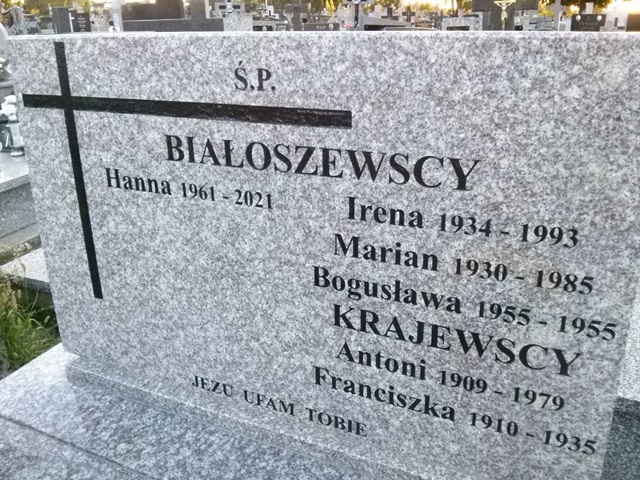 Ś.P.
BIAŁOSZEWSCY
Hanna 1961 - 2021
Irena 1934 - 1993
Marian 1930 - 1985
Bogusława 1955 - 1955
KRAJEWSCY
Antoni 1909 - 1979
Franciszka 1910 - 1935
JEZU UFAM TOBIE